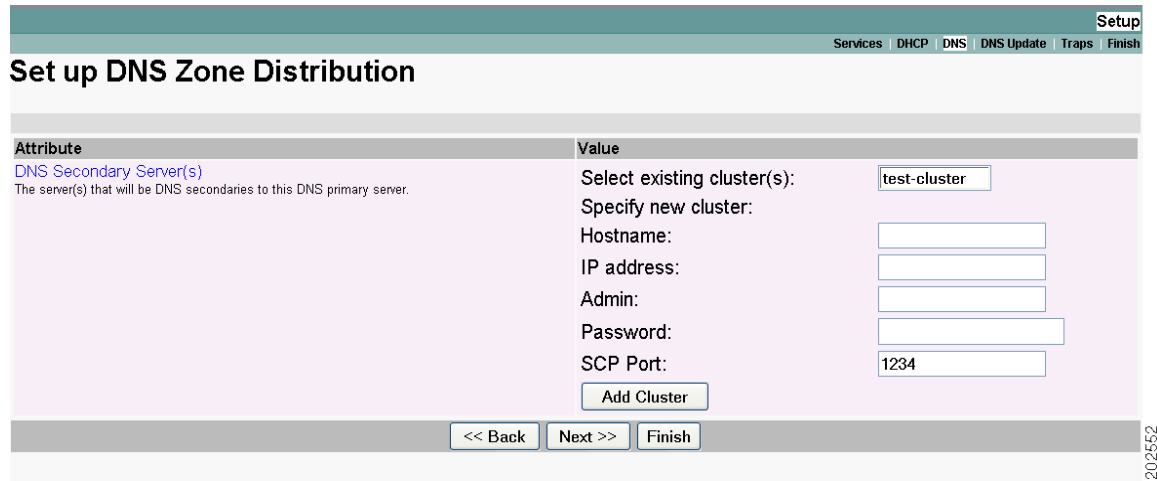 Setup
Services | DHCP | DNS | DNS Update | Traps | Finish
Set up DNS Zone Distribution
Attribute Value
DNS Secondary Server(s)
The server(s) that will be DNS secondaries to this DNS primary server.
Select existing cluster(s): test-cluster
Specify new cluster:
Hostname:
IP address:
Admin:
Password:
SCP Port: 1234
Add Cluster
<< Back Next >> Finish
202552